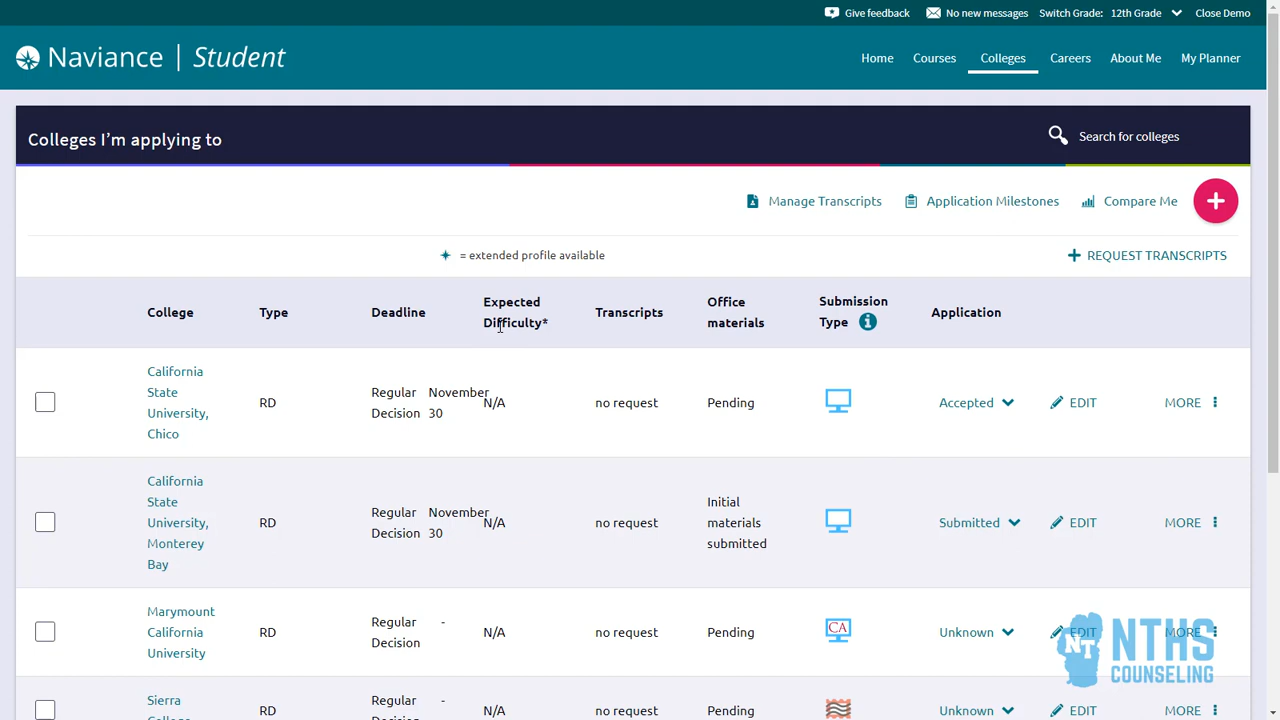 Give feedback No new messages Switch Grade: 12th Grade Close Demo
Naviance | Student
Home Courses Colleges Careers About Me My Planner
Colleges I'm applying to
Search for colleges
Manage Transcripts Application Milestones Compare Me +
= extended profile available
+ REQUEST TRANSCRIPTS
College Type Deadline Expected Difficulty* Transcripts Office materials Submission Type i Application
California
State
University,
Chico
RD
Regular November
Decision 30
N/A
no request
Pending
Accepted
EDIT
MORE
California
State
University,
Monterey
Bay
RD
Regular November
Decision 30
N/A
no request
Initial
materials
submitted
Submitted
EDIT
MORE
Marymount
California
University
RD
Regular -
Decision
N/A
no request
Pending
CA
Unknown
EDIT
MORE
Sierra
College
RD
Regular -
Decision
N/A
no request
Pending
Unknown
EDIT
MORE
NT NTHS
COUNSELING